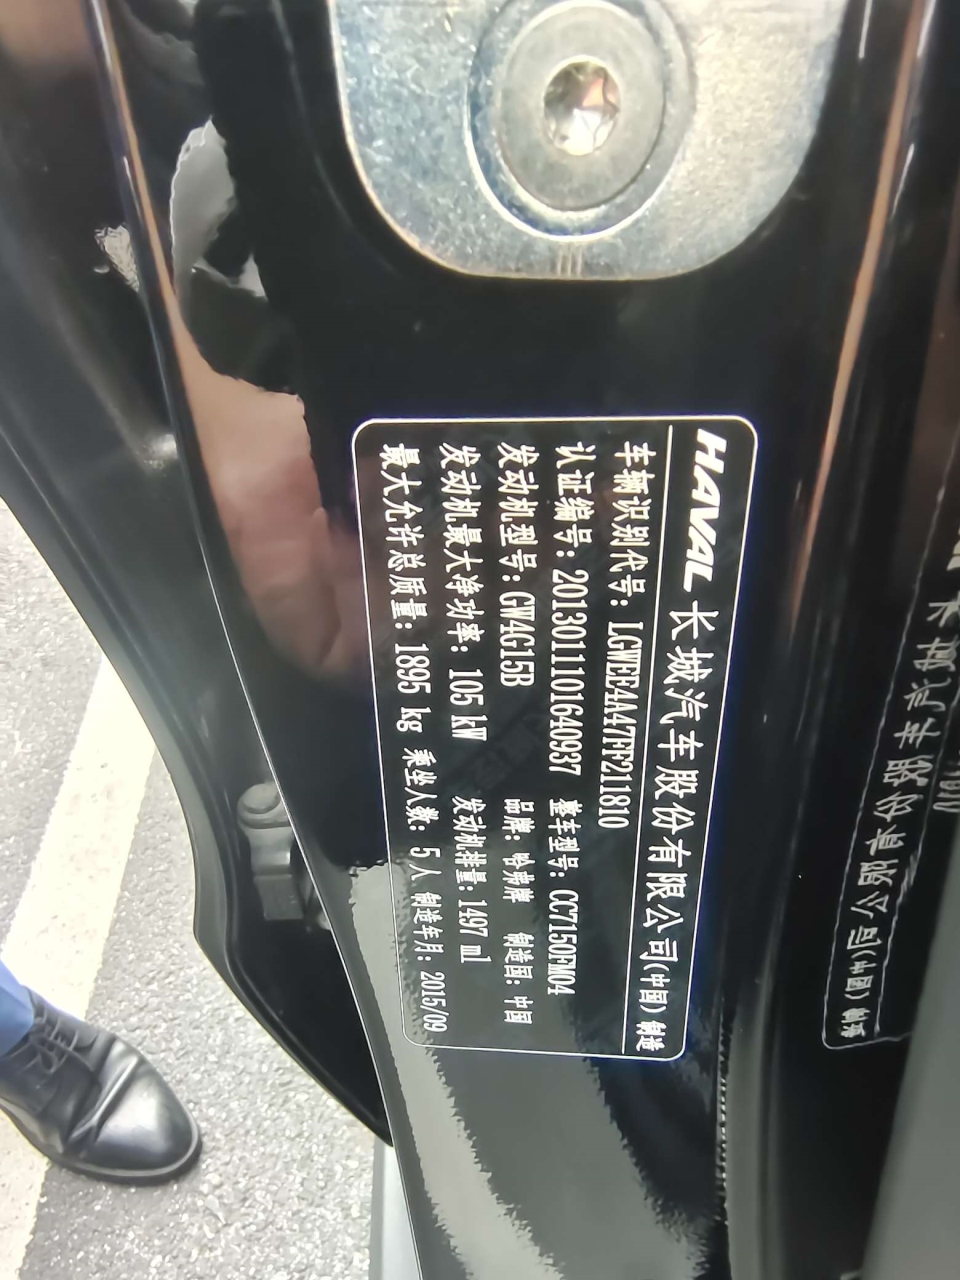 HAVAL 长城汽车股份有限公司(中国) 制造
车辆识别代号: LGWEE4A47FF211810
认证编号: 2013011101640937 整车型号: CC7150FM04
发动机型号: GW4G15B 品牌: 哈弗牌 制造国: 中国
发动机最大净功率: 105 kW 发动机排量: 1497 ml
最大允许总质量: 1895 kg 乘坐人数: 5人 制造年月: 2015/09